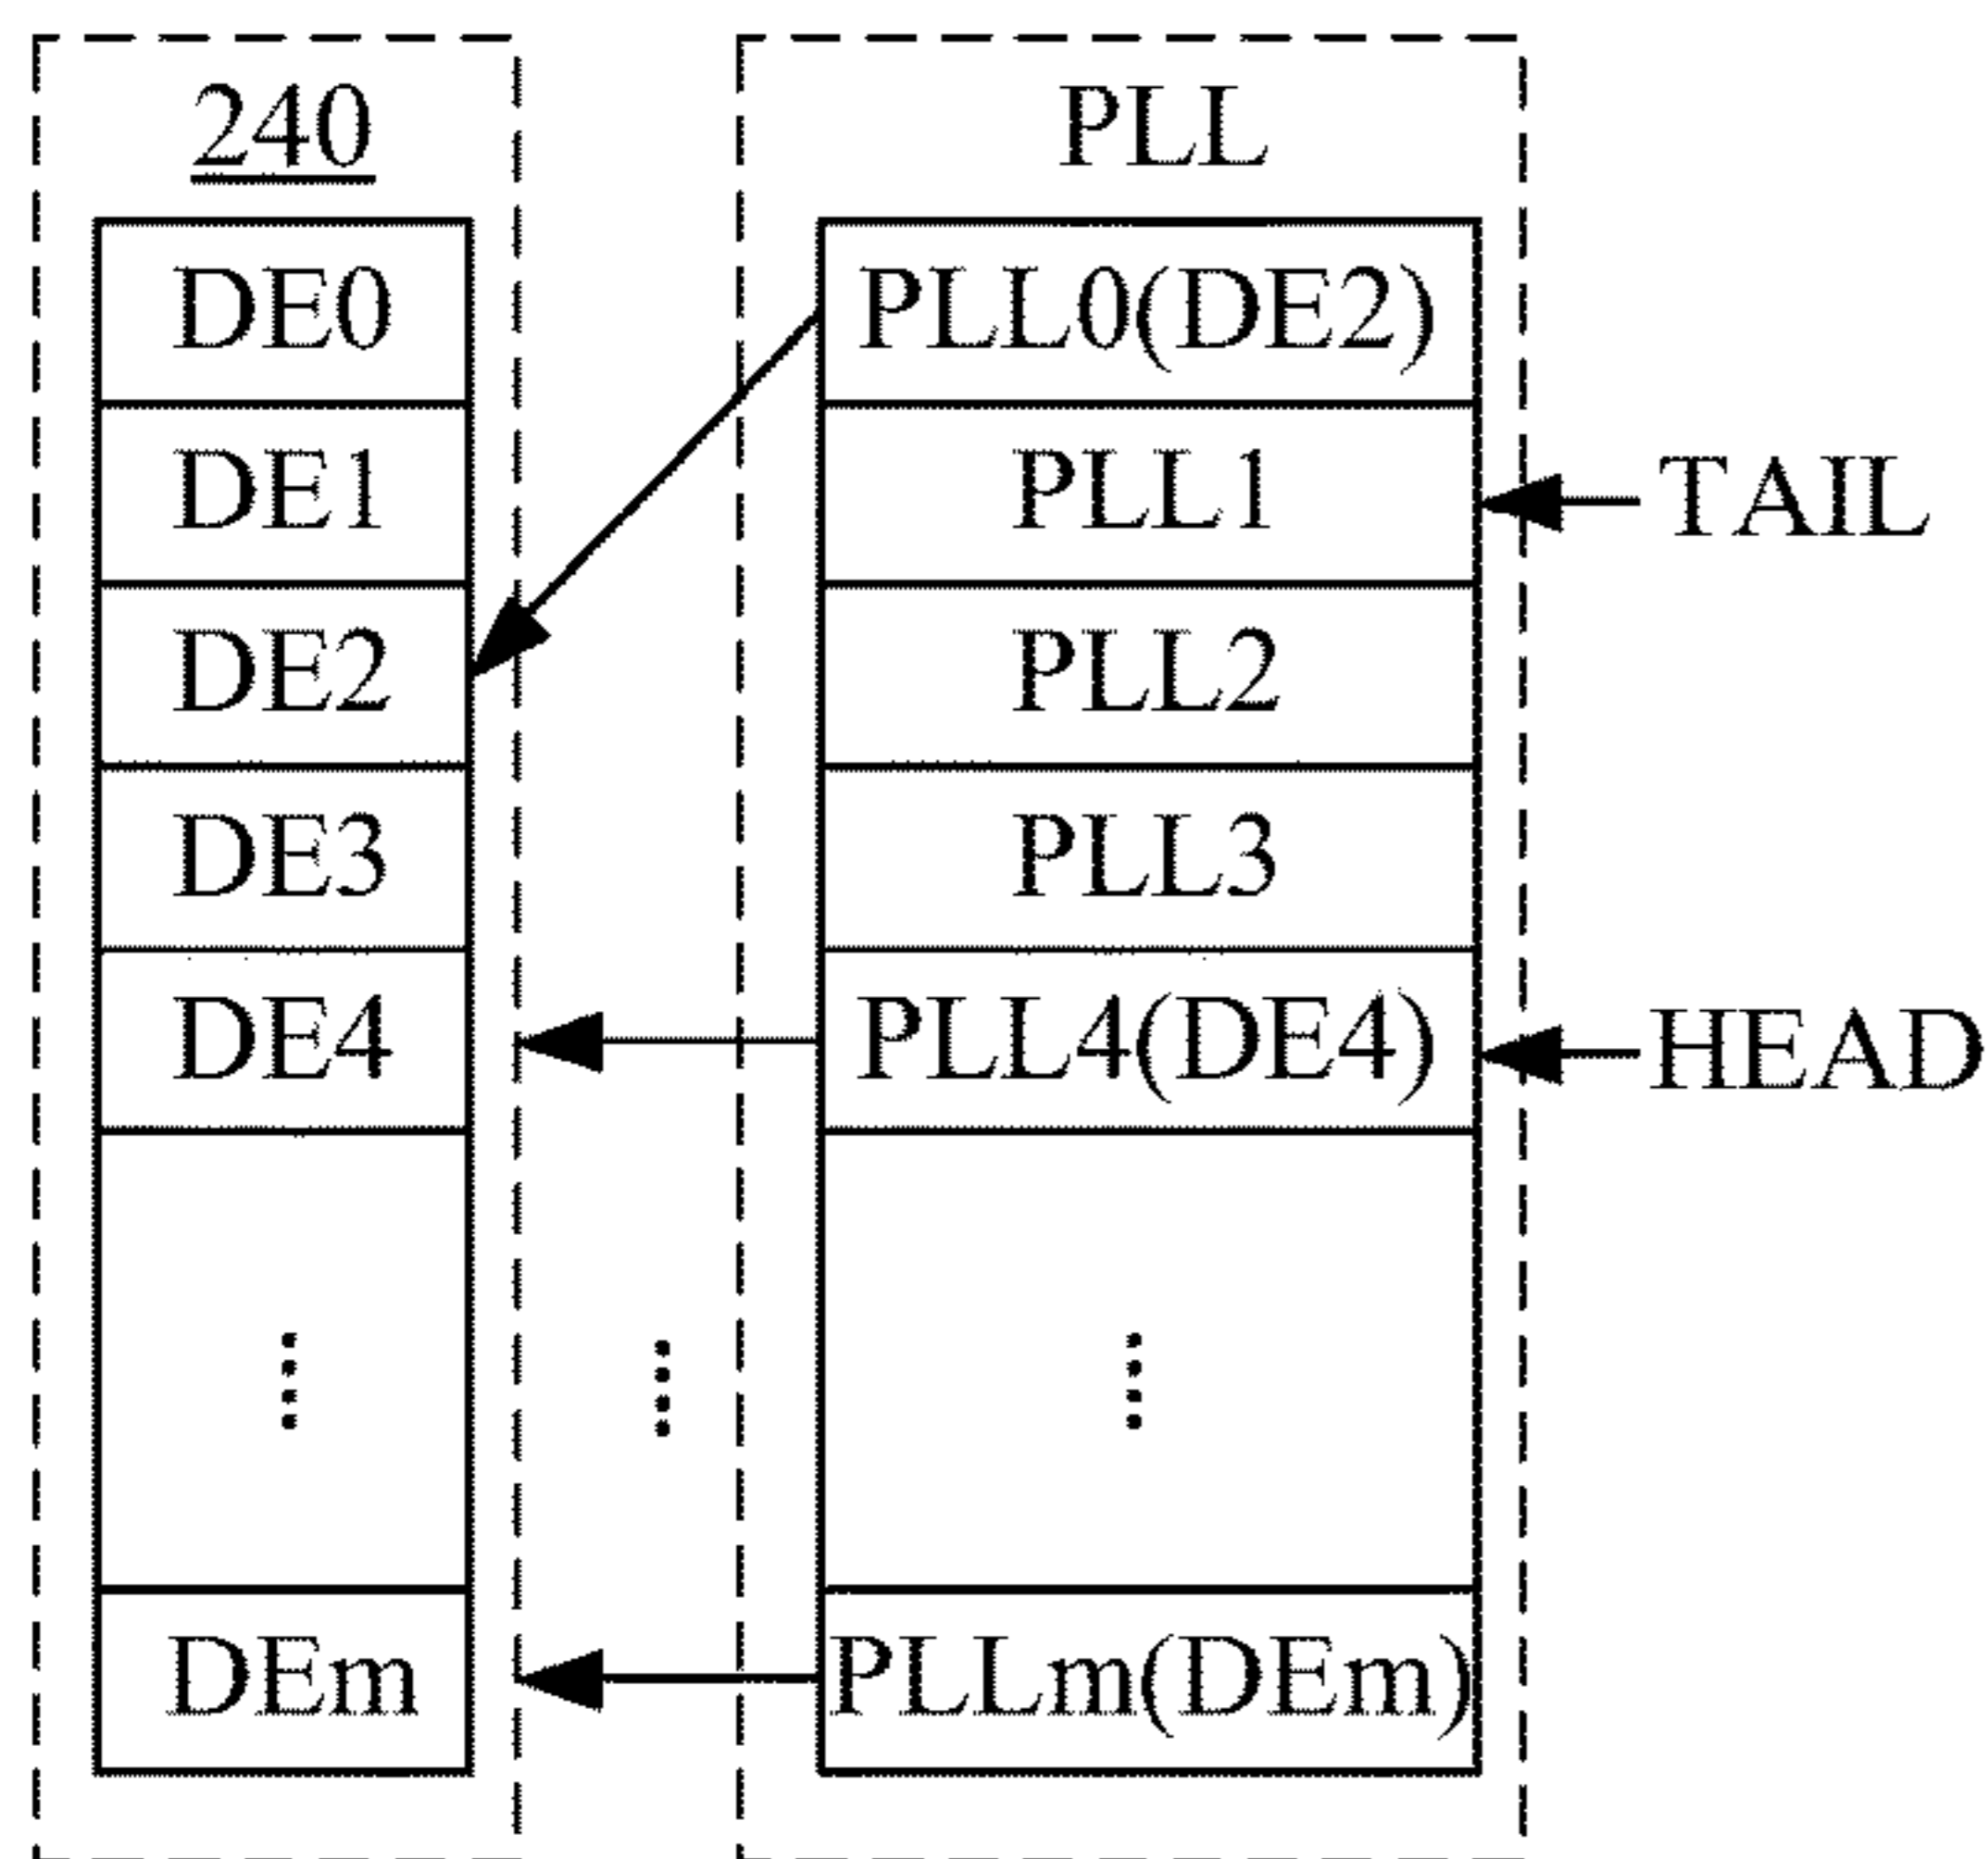 240
DE0
DE1
DE2
DE3
DE4
DEm
PLL
PLL0(DE2)
PLL1
PLL2
PLL3
PLL4(DE4)
PLLm(DEm)
TAIL
HEAD